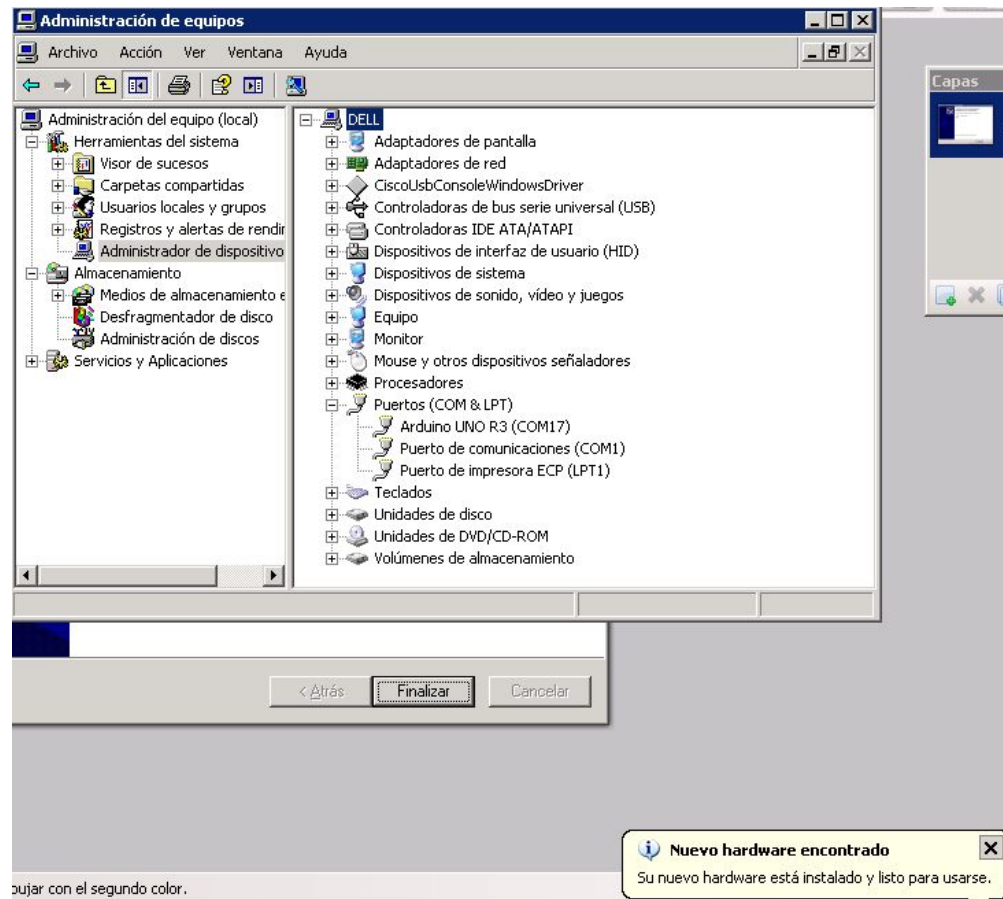 Administración de equipos
Archivo Acción Ver Ventana Ayuda
Administración del equipo (local)
Herramientas del sistema
Visor de sucesos
Carpetas compartidas
Usuarios locales y grupos
Registros y alertas de rendir
Administrador de dispositivo
Almacenamiento
Medios de almacenamiento e
Desfragmentador de disco
Administración de discos
Servicios y Aplicaciones
DELL
Adaptadores de pantalla
Adaptadores de red
CiscoUsbConsoleWindowsDriver
Controladoras de bus serie universal (USB)
Controladoras IDE ATA/ATAPI
Dispositivos de interfaz de usuario (HID)
Dispositivos de sistema
Dispositivos de sonido, vídeo y juegos
Equipo
Monitor
Mouse y otros dispositivos señaladores
Procesadores
Puertos (COM & LPT)
Arduino UNO R3 (COM17)
Puerto de comunicaciones (COM1)
Puerto de impresora ECP (LPT1)
Teclados
Unidades de disco
Unidades de DVD/CD-ROM
Volúmenes de almacenamiento
Capas
< Atrás Finalizar Cancelar
Nuevo hardware encontrado
Su nuevo hardware está instalado y listo para usarse.
bujar con el segundo color.